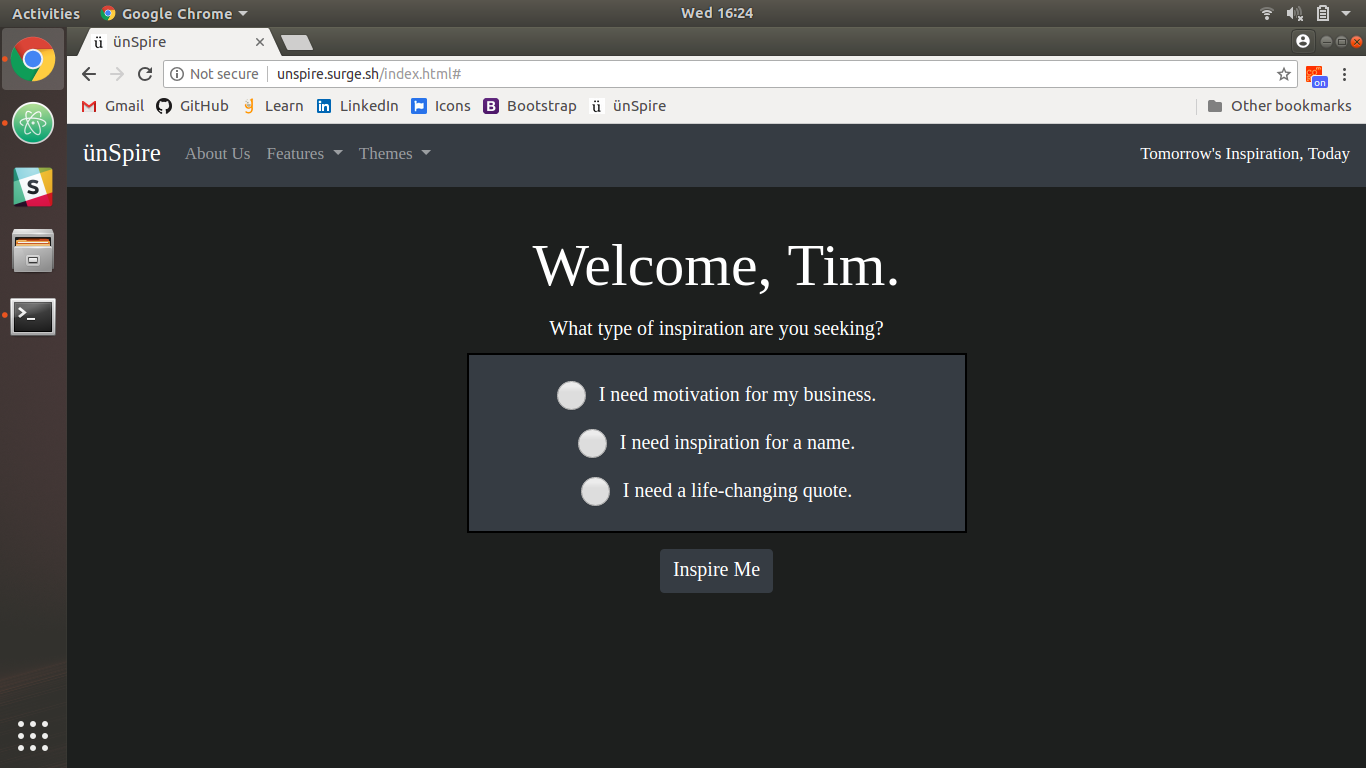 Activities Google Chrome Wed 16:24
ü ünSpire
Not secure unspire.surge.sh/index.html# on
Gmail GitHub Learn LinkedIn Icons Bootstrap ü ünSpire Other bookmarks
ünSpire About Us Features Themes Tomorrow's Inspiration, Today
Welcome, Tim.
What type of inspiration are you seeking?
I need motivation for my business.
I need inspiration for a name.
I need a life-changing quote.
Inspire Me